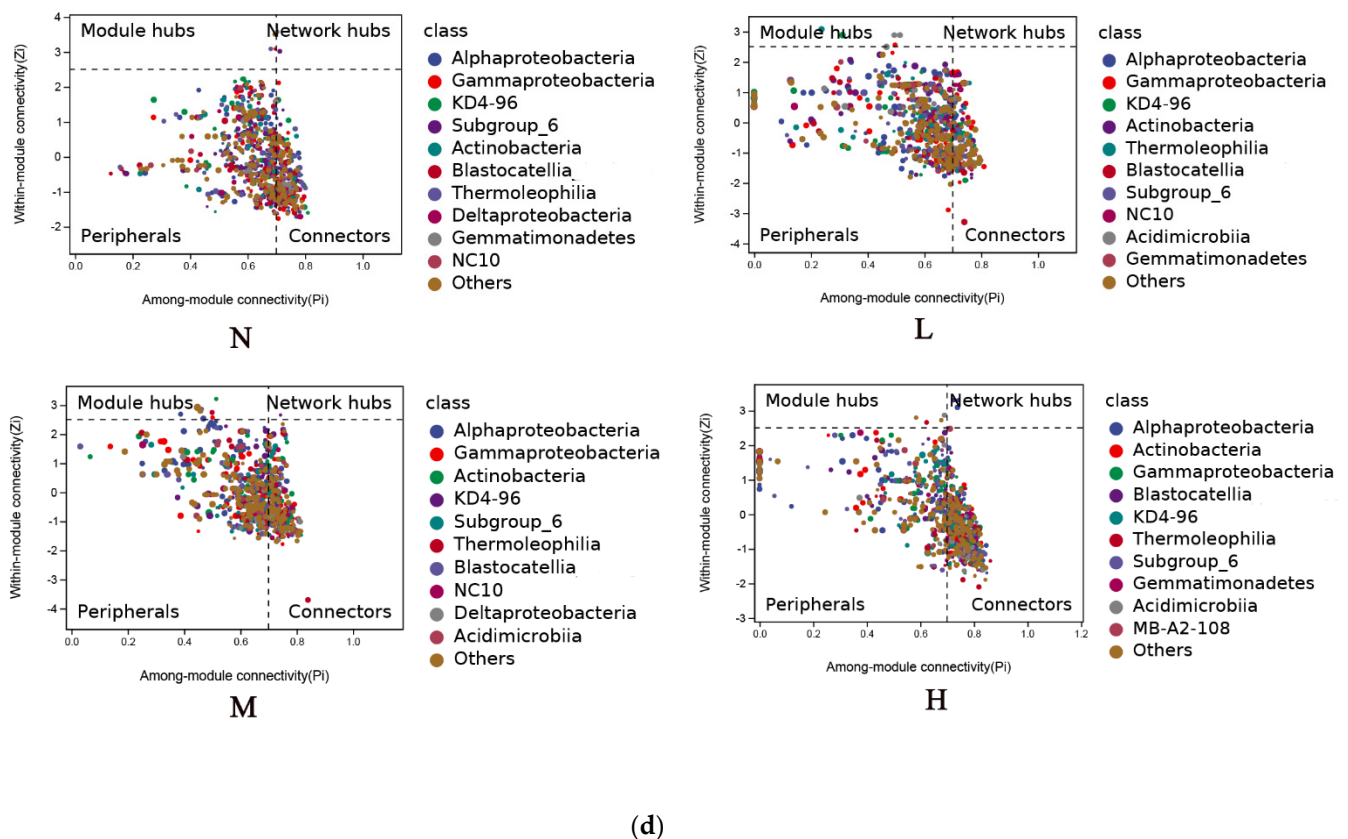 Module hubs
Network hubs
Peripherals
Connectors
4
3
2
1
0
-1
-2
0.0
0.2
0.4
0.6
0.8
1.0
Within-module connectivity(Zi)
Among-module connectivity(Pi)
class
Alphaproteobacteria
Gammaproteobacteria
KD4-96
Subgroup_6
Actinobacteria
Blastocatellia
Thermoleophilia
Deltaproteobacteria
Gemmatimonadetes
NC10
Others
N
Module hubs
Network hubs
Peripherals
Connectors
3
2
1
0
-1
-2
-3
-4
0.0
0.2
0.4
0.6
0.8
1.0
Within-module connectivity(Zi)
Among-module connectivity(Pi)
class
Alphaproteobacteria
Gammaproteobacteria
KD4-96
Actinobacteria
Thermoleophilia
Blastocatellia
Subgroup_6
NC10
Acidimicrobiia
Gemmatimonadetes
Others
L
Module hubs
Network hubs
Peripherals
Connectors
3
2
1
0
-1
-2
-3
-4
0.0
0.2
0.4
0.6
0.8
1.0
Within-module connectivity(Zi)
Among-module connectivity(Pi)
class
Alphaproteobacteria
Gammaproteobacteria
Actinobacteria
KD4-96
Subgroup_6
Thermoleophilia
Blastocatellia
NC10
Deltaproteobacteria
Acidimicrobiia
Others
M
Module hubs
Network hubs
Peripherals
Connectors
3
2
1
0
-1
-2
-3
0.0
0.2
0.4
0.6
0.8
1.0
1.2
Within-module connectivity(Zi)
Among-module connectivity(Pi)
class
Alphaproteobacteria
Actinobacteria
Gammaproteobacteria
Blastocatellia
KD4-96
Thermoleophilia
Subgroup_6
Gemmatimonadetes
Acidimicrobiia
MB-A2-108
Others
H
(d)